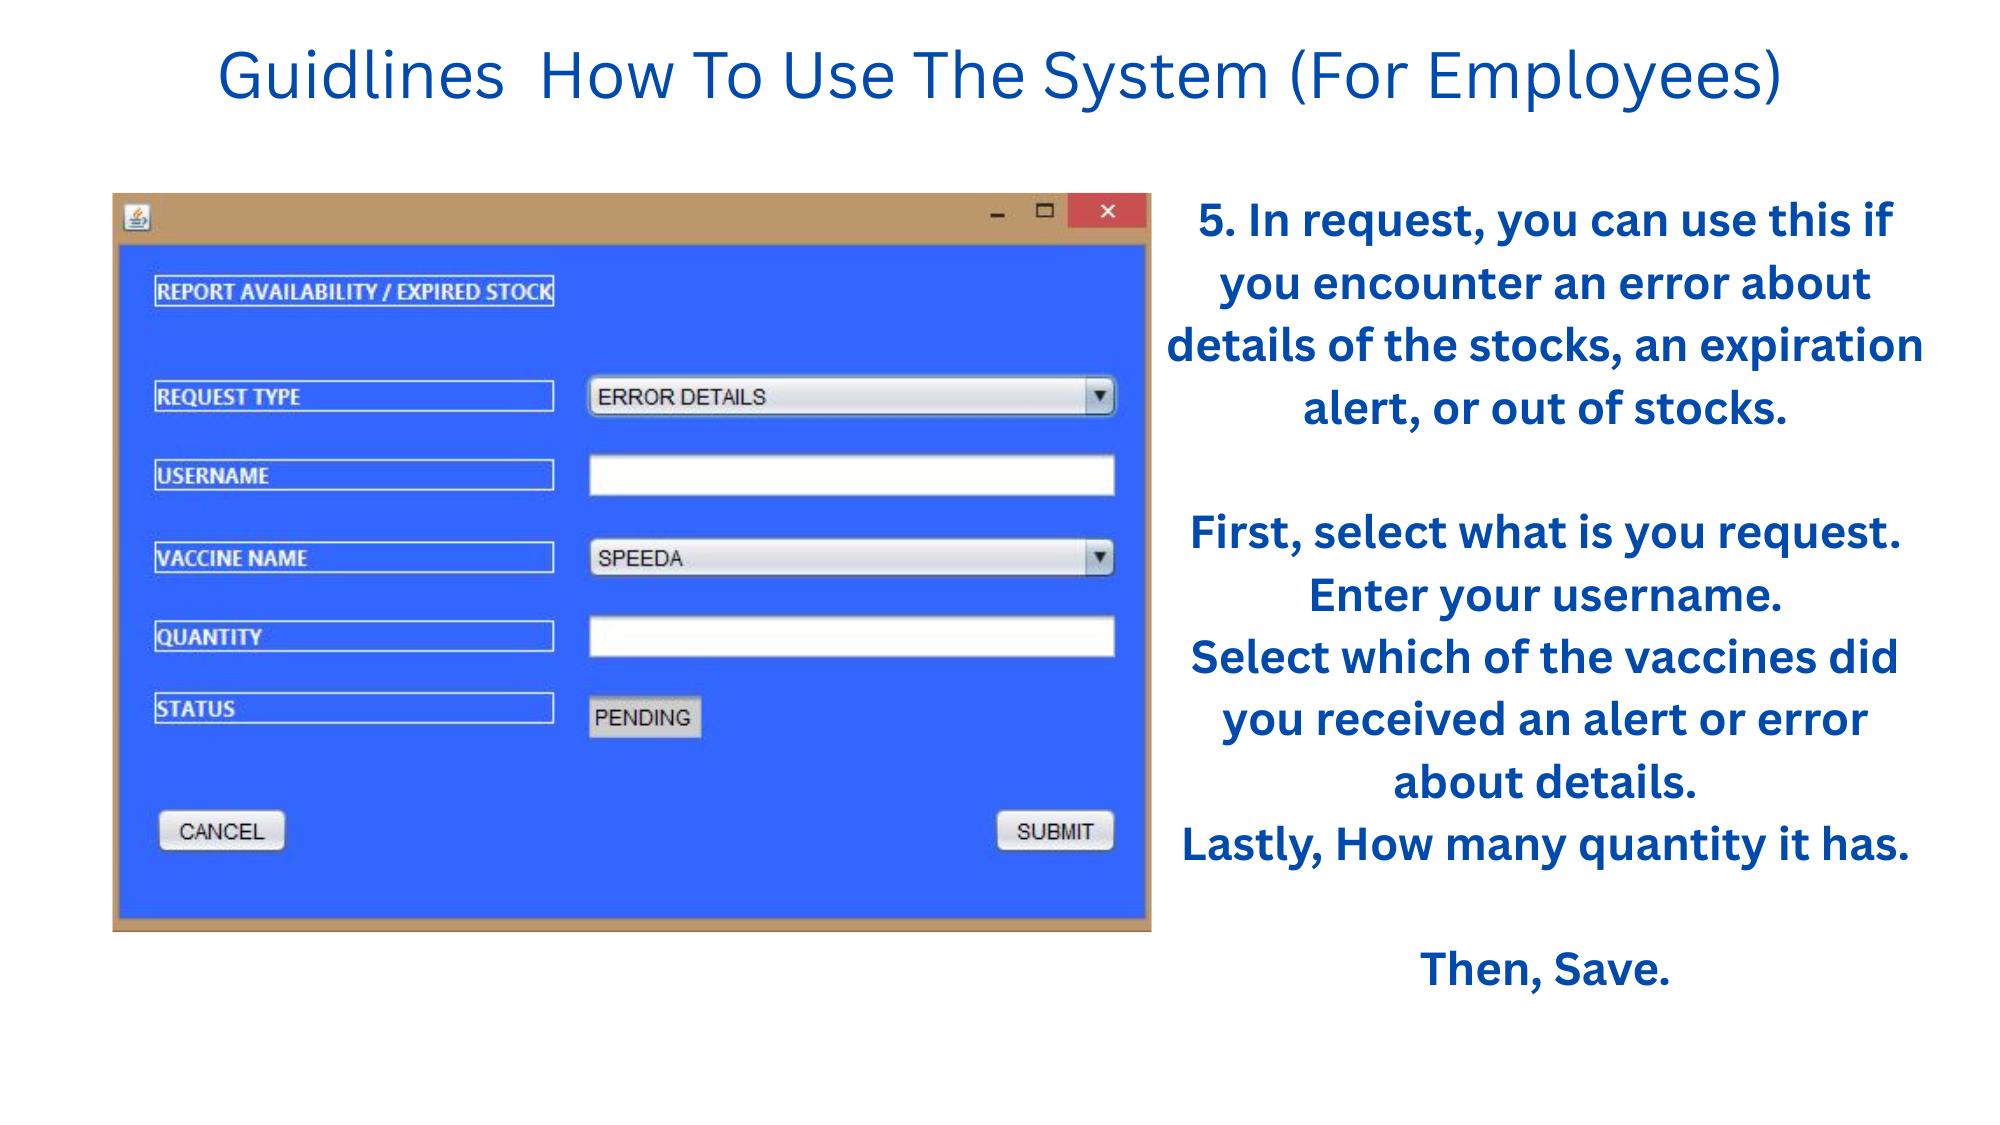 Guidlines How To Use The System (For Employees)
REPORT AVAILABILITY / EXPIRED STOCK
REQUEST TYPE
ERROR DETAILS
USERNAME
VACCINE NAME
SPEEDA
QUANTITY
STATUS
PENDING
CANCEL
SUBMIT
5. In request, you can use this if
you encounter an error about
details of the stocks, an expiration
alert, or out of stocks.
First, select what is you request.
Enter your username.
Select which of the vaccines did
you received an alert or error
about details.
Lastly, How many quantity it has.
Then, Save.